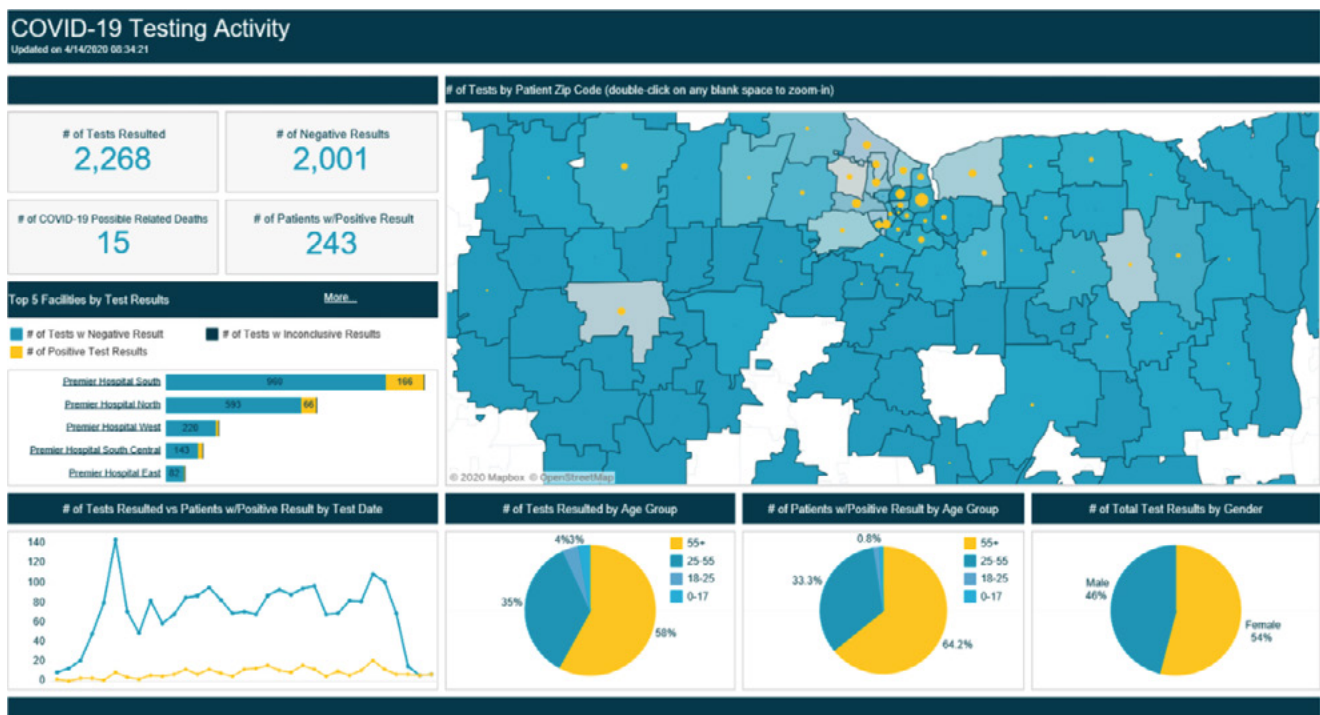 COVID-19 Testing Activity
Updated on 4/14/2020 08:34:21
# of Tests by Patient Zip Code (double-click on any blank space to zoom-in)
# of Tests Resulted
2,268
# of Negative Results
2,001
# of COVID-19 Possible Related Deaths
15
# of Patients w/Positive Result
243
Top 5 Facilities by Test Results
More...
# of Tests w Negative Result
# of Tests w Inconclusive Results
# of Positive Test Results
Premier Hospital South
960
166
Premier Hospital North
593
66
Premier Hospital West
220
Premier Hospital South Central
143
Premier Hospital East
82
© 2020 Mapbox © OpenStreetMap
# of Tests Resulted vs Patients w/Positive Result by Test Date
140
120
100
80
60
40
20
0
# of Tests Resulted by Age Group
4%3%
35%
58%
55+
25-55
18-25
0-17
# of Patients w/Positive Result by Age Group
0.8%
33.3%
64.2%
55+
25-55
18-25
0-17
# of Total Test Results by Gender
Male
46%
Female
54%